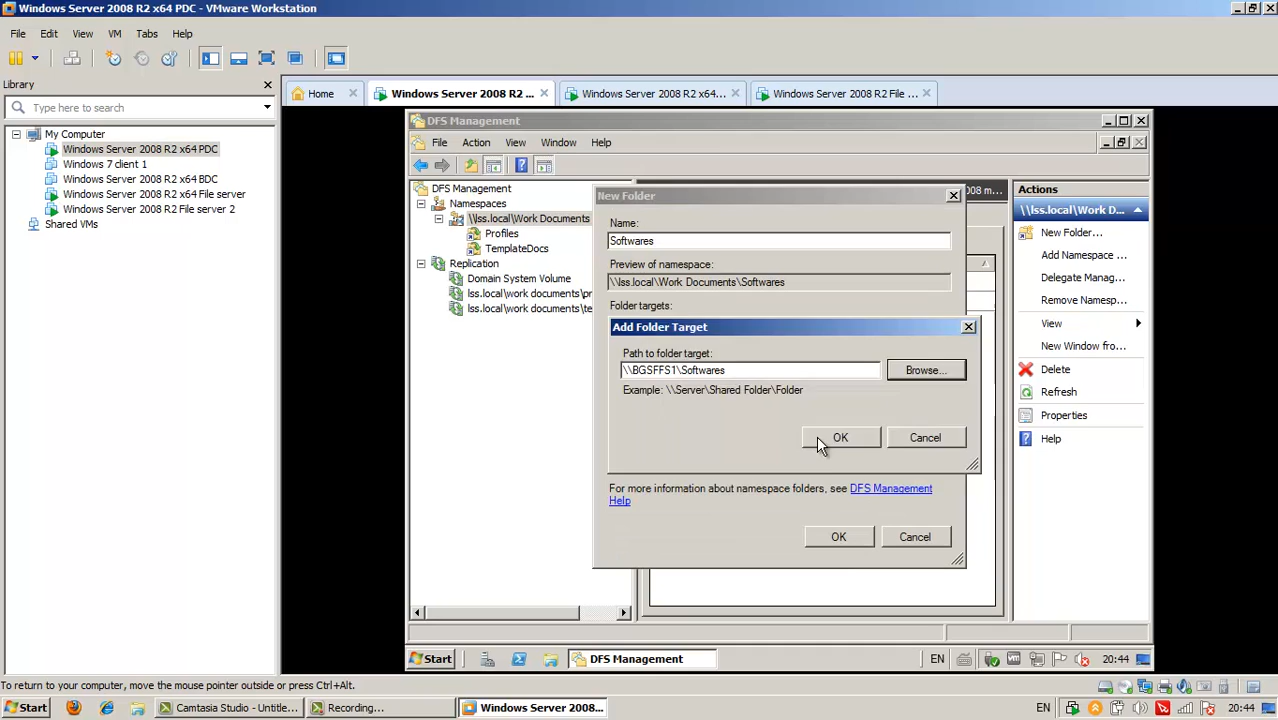 Windows Server 2008 R2 x64 PDC - VMware Workstation
File Edit View VM Tabs Help
Library
Type here to search
My Computer
Windows Server 2008 R2 x64 PDC
Windows 7 client 1
Windows Server 2008 R2 x64 BDC
Windows Server 2008 R2 x64 File server
Windows Server 2008 R2 File server 2
Shared VMs
Home
Windows Server 2008 R2 ...
Windows Server 2008 R2 x64...
Windows Server 2008 R2 File ...
DFS Management
File Action View Window Help
DFS Management
Namespaces
\\lss.local\Work Documents
Profiles
TemplateDocs
Replication
Domain System Volume
lss.local\work documents\pr
lss.local\work documents\te
008 m...
New Folder
Name:
Softwares
Preview of namespace:
\\lss.local\Work Documents\Softwares
Folder targets:
Add Folder Target
Path to folder target:
\\BGSFFS1\Softwares
Browse...
Example: \\Server\Shared Folder\Folder
OK Cancel
For more information about namespace folders, see DFS Management
Help
OK Cancel
Actions
\\lss.local\Work D...
New Folder...
Add Namespace ...
Delegate Manag...
Remove Namesp...
View
New Window from...
Delete
Refresh
Properties
Help
Start
DFS Management
EN
20:44
To return to your computer, move the mouse pointer outside or press Ctrl+Alt.
Start
Camtasia Studio - Untitle...
Recording...
Windows Server 2008...
EN
20:44